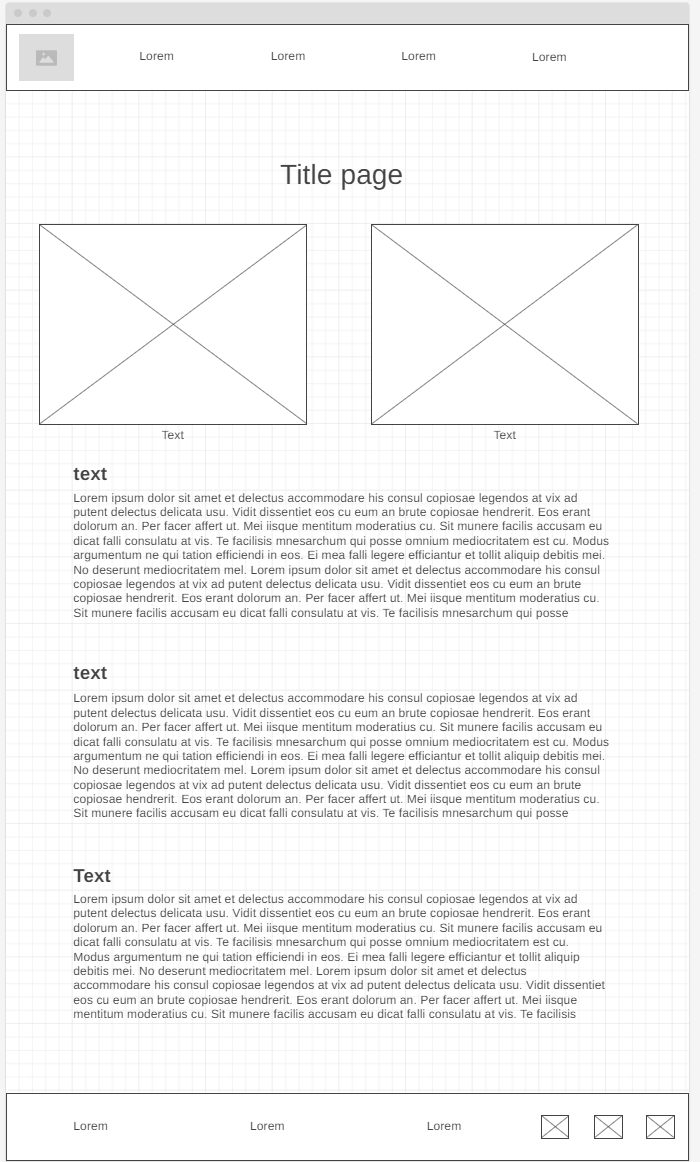 Lorem Lorem Lorem Lorem
Title page
Text Text
text
Lorem ipsum dolor sit amet et delectus accommodare his consul copiosae legendos at vix ad
putent delectus delicata usu. Vidit dissentiet eos cu eum an brute copiosae hendrerit. Eos erant
dolorum an. Per facer affert ut. Mei iisque mentitum moderatius cu. Sit munere facilis accusam eu
dicat falli consulatu at vis. Te facilisis mnesarchum qui posse omnium mediocritatem est cu. Modus
argumentum ne qui tation efficiendi in eos. Ei mea falli legere efficiantur et tollit aliquip debitis mei.
No deserunt mediocritatem mel. Lorem ipsum dolor sit amet et delectus accommodare his consul
copiosae legendos at vix ad putent delectus delicata usu. Vidit dissentiet eos cu eum an brute
copiosae hendrerit. Eos erant dolorum an. Per facer affert ut. Mei iisque mentitum moderatius cu.
Sit munere facilis accusam eu dicat falli consulatu at vis. Te facilisis mnesarchum qui posse
text
Lorem ipsum dolor sit amet et delectus accommodare his consul copiosae legendos at vix ad
putent delectus delicata usu. Vidit dissentiet eos cu eum an brute copiosae hendrerit. Eos erant
dolorum an. Per facer affert ut. Mei iisque mentitum moderatius cu. Sit munere facilis accusam eu
dicat falli consulatu at vis. Te facilisis mnesarchum qui posse omnium mediocritatem est cu. Modus
argumentum ne qui tation efficiendi in eos. Ei mea falli legere efficiantur et tollit aliquip debitis mei.
No deserunt mediocritatem mel. Lorem ipsum dolor sit amet et delectus accommodare his consul
copiosae legendos at vix ad putent delectus delicata usu. Vidit dissentiet eos cu eum an brute
copiosae hendrerit. Eos erant dolorum an. Per facer affert ut. Mei iisque mentitum moderatius cu.
Sit munere facilis accusam eu dicat falli consulatu at vis. Te facilisis mnesarchum qui posse
Text
Lorem ipsum dolor sit amet et delectus accommodare his consul copiosae legendos at vix ad
putent delectus delicata usu. Vidit dissentiet eos cu eum an brute copiosae hendrerit. Eos erant
dolorum an. Per facer affert ut. Mei iisque mentitum moderatius cu. Sit munere facilis accusam eu
dicat falli consulatu at vis. Te facilisis mnesarchum qui posse omnium mediocritatem est cu.
Modus argumentum ne qui tation efficiendi in eos. Ei mea falli legere efficiantur et tollit aliquip
debitis mei. No deserunt mediocritatem mel. Lorem ipsum dolor sit amet et delectus
accommodare his consul copiosae legendos at vix ad putent delectus delicata usu. Vidit dissentiet
eos cu eum an brute copiosae hendrerit. Eos erant dolorum an. Per facer affert ut. Mei iisque
mentitum moderatius cu. Sit munere facilis accusam eu dicat falli consulatu at vis. Te facilisis
Lorem Lorem Lorem